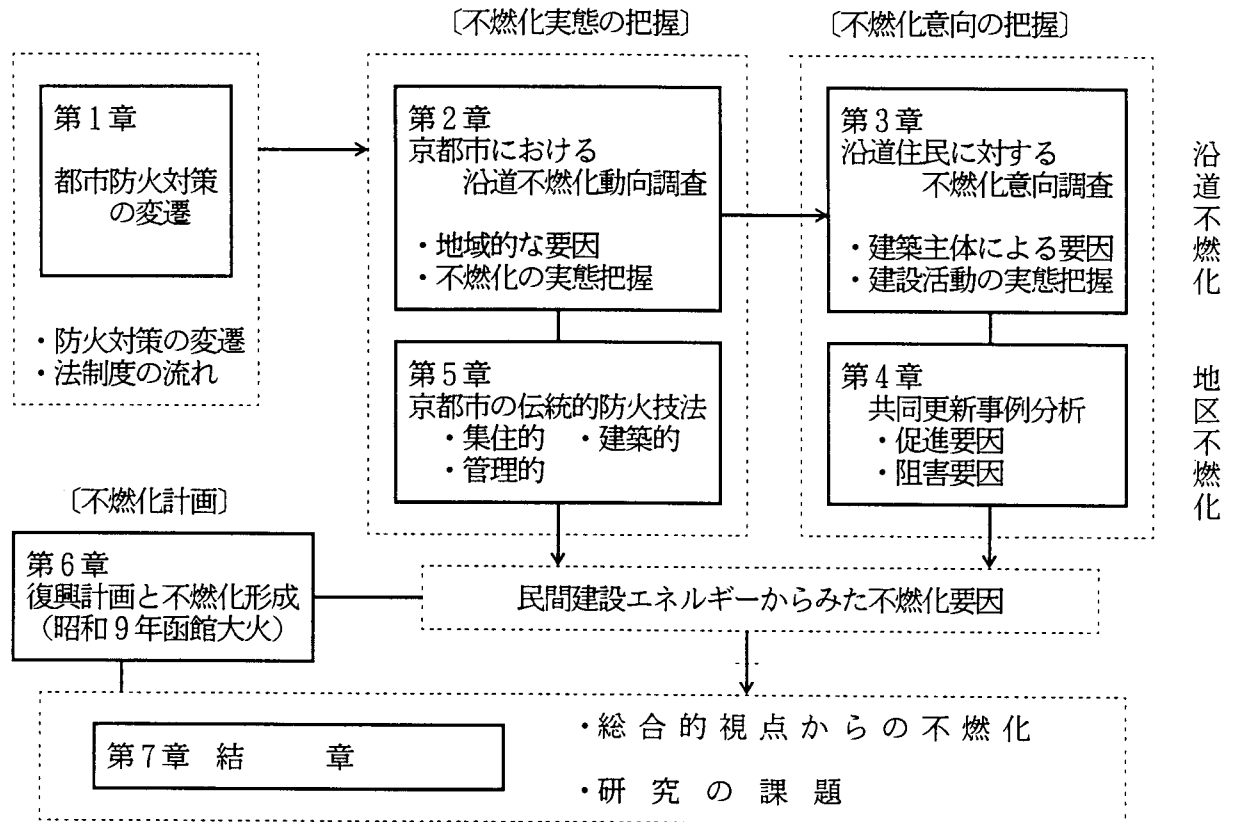 〔不燃化実態の把握〕
〔不燃化意向の把握〕
第1章
都市防火対策
の変遷
・防火対策の変遷
・法制度の流れ
第2章
京都市における
沿道不燃化動向調査
・地域的な要因
・不燃化の実態把握
第3章
沿道住民に対する
不燃化意向調査
・建築主体による要因
・建設活動の実態把握
沿道不燃化
第5章
京都市の伝統的防火技法
・集住的 ・建築的
・管理的
第4章
共同更新事例分析
・促進要因
・阻害要因
地区不燃化
〔不燃化計画〕
第6章
復興計画と不燃化形成
(昭和9年函館大火)
民間建設エネルギーからみた不燃化要因
第7章 結 章
・総合的視点からの不燃化
・研究の課題